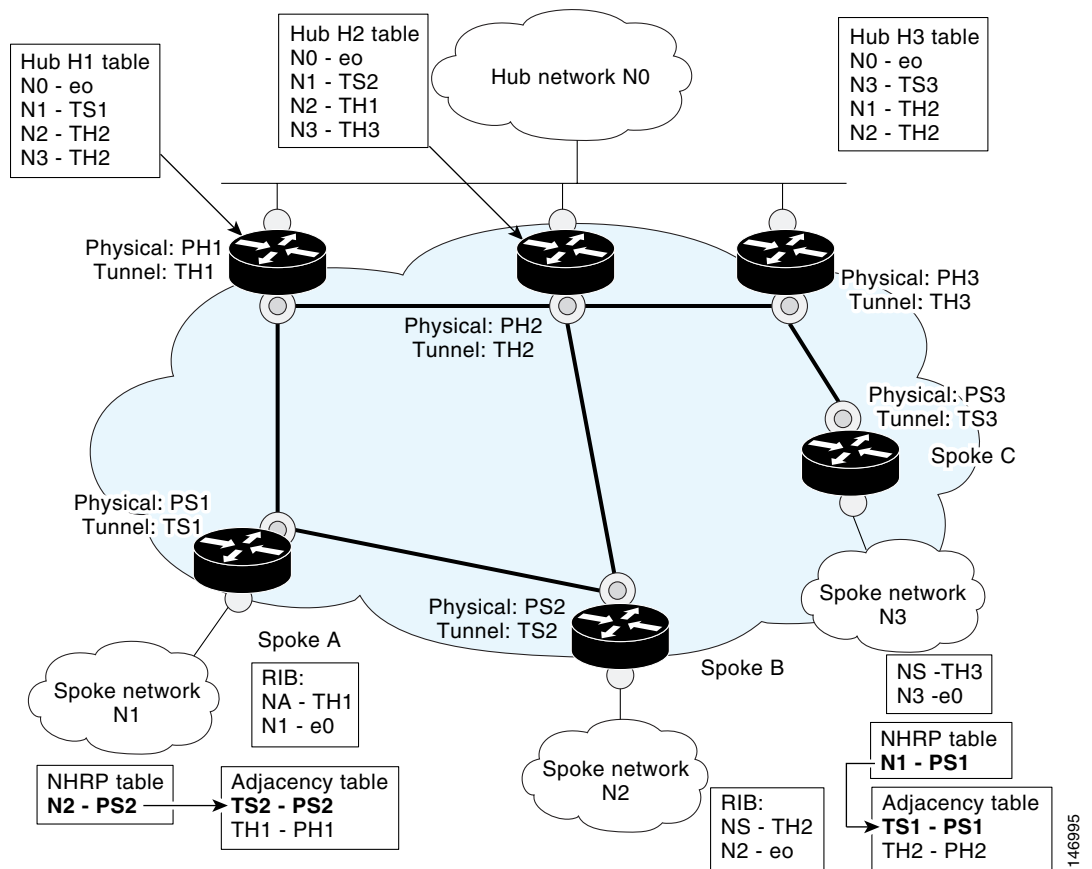 Hub H1 table
N0 - eo
N1 - TS1
N2 - TH2
N3 - TH2
Hub H2 table
N0 - eo
N1 - TS2
N2 - TH1
N3 - TH3
Hub network N0
Hub H3 table
N0 - eo
N3 - TS3
N1 - TH2
N2 - TH2
Physical: PH1
Tunnel: TH1
Physical: PH2
Tunnel: TH2
Physical: PH3
Tunnel: TH3
Physical: PS3
Tunnel: TS3
Spoke C
Physical: PS1
Tunnel: TS1
Physical: PS2
Tunnel: TS2
Spoke network
N3
Spoke A
Spoke B
Spoke network
N1
RIB:
NA - TH1
N1 - e0
NS -TH3
N3 -e0
NHRP table
N2 - PS2
Adjacency table
TS2 - PS2
TH1 - PH1
Spoke network
N2
RIB:
NS - TH2
N2 - eo
NHRP table
N1 - PS1
Adjacency table
TS1 - PS1
TH2 - PH2
146995